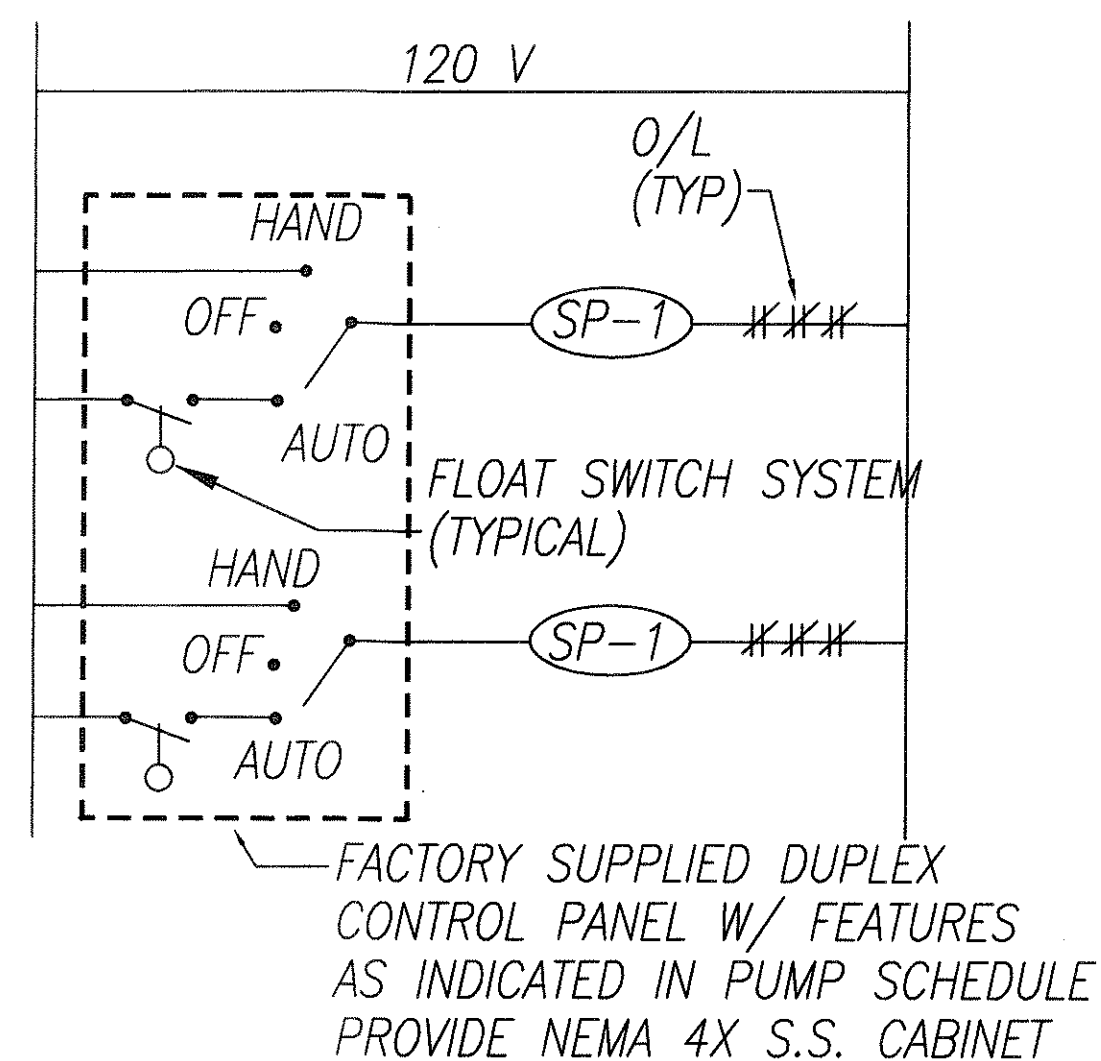 120 V
O/L
(TYP)
HAND
OFF
SP-1
AUTO
FLOAT SWITCH SYSTEM
(TYPICAL)
HAND
OFF
SP-1
AUTO
FACTORY SUPPLIED DUPLEX
CONTROL PANEL W/ FEATURES
AS INDICATED IN PUMP SCHEDULE
PROVIDE NEMA 4X S.S. CABINET